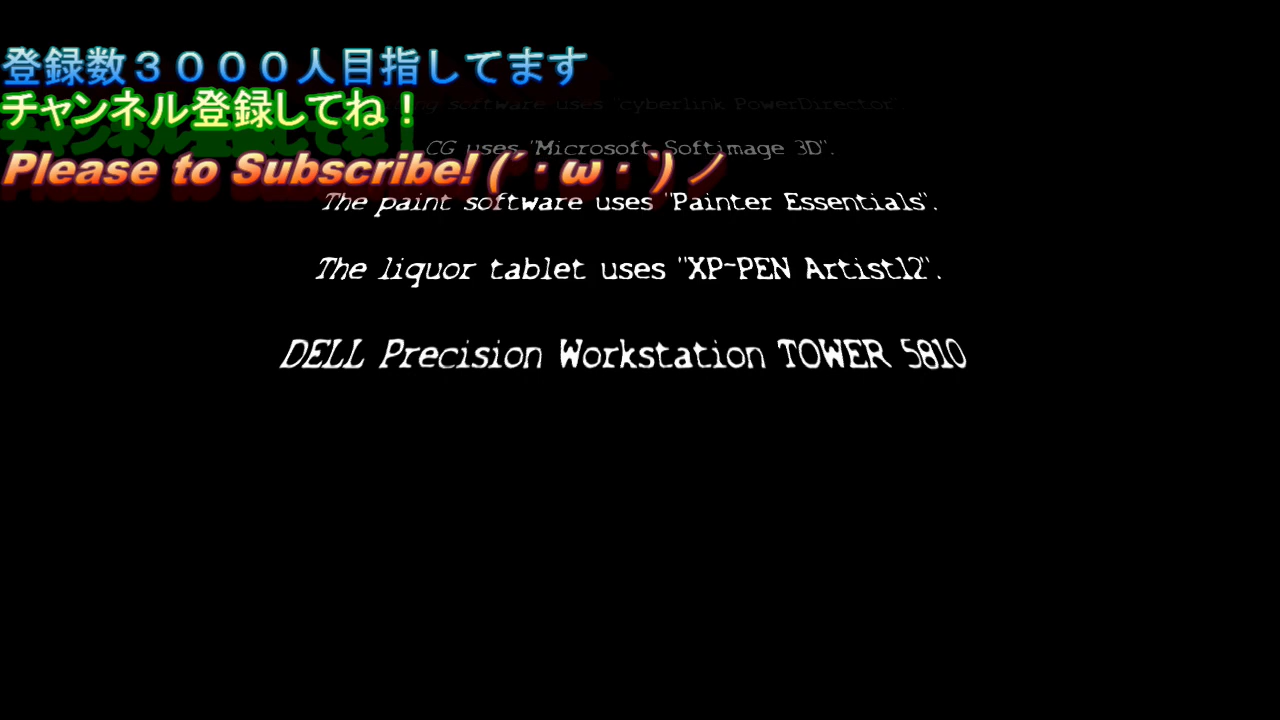 登録数３０００人目指してます
チャンネル登録してね！
software uses "cyberlink PowerDirector".
CG uses "Microsoft Softimage 3D".
Please to Subscribe! (´・ω・`)ノ
The paint software uses "Painter Essentials".
The liquor tablet uses "XP-PEN Artist12".
DELL Precision Workstation TOWER 5810